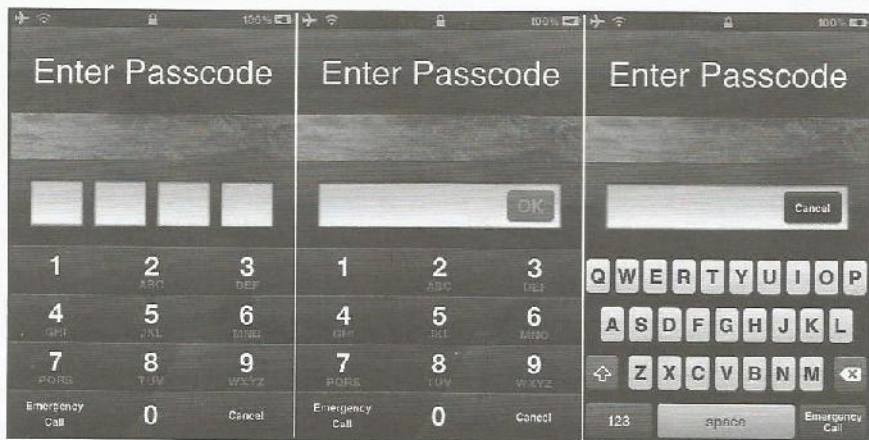 100%
Enter Passcode
1 2 3
ABC DEF
4 5 6
GHI JKL MNO
7 8 9
PQRS TUV WXYZ
Emergency Call 0 Cancel
100%
Enter Passcode
OK
1 2 3
ABC DEF
4 5 6
GHI JKL MNO
7 8 9
PQRS TUV WXYZ
Emergency Call 0 Cancel
100%
Enter Passcode
Cancel
Q W E R T Y U I O P
A S D F G H J K L
Z X C V B N M
123 space Emergency Call